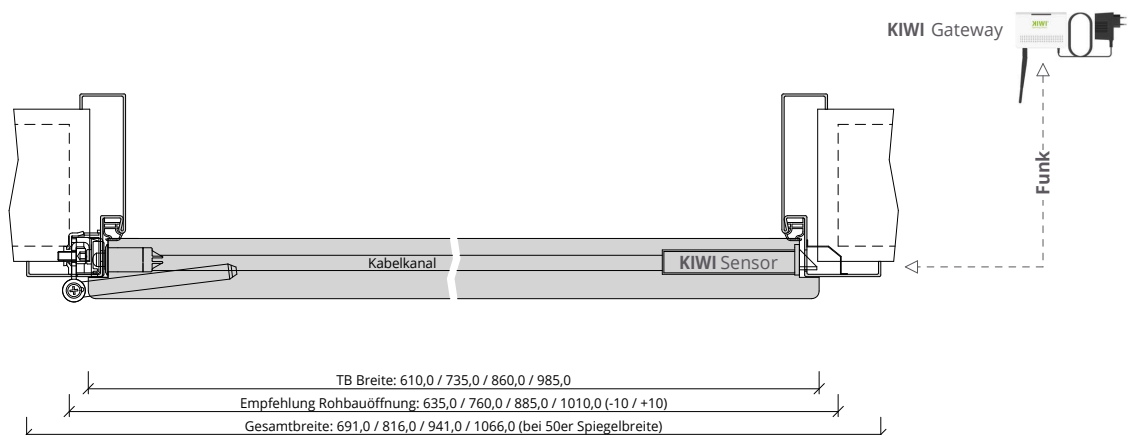 KIWI Gateway
KIWI
Funk
Kabelkanal
KIWI Sensor
TB Breite: 610,0 / 735,0 / 860,0 / 985,0
Empfehlung Rohbauöffnung: 635,0 / 760,0 / 885,0 / 1010,0 (-10 / +10)
Gesamtbreite: 691,0 / 816,0 / 941,0 / 1066,0 (bei 50er Spiegelbreite)